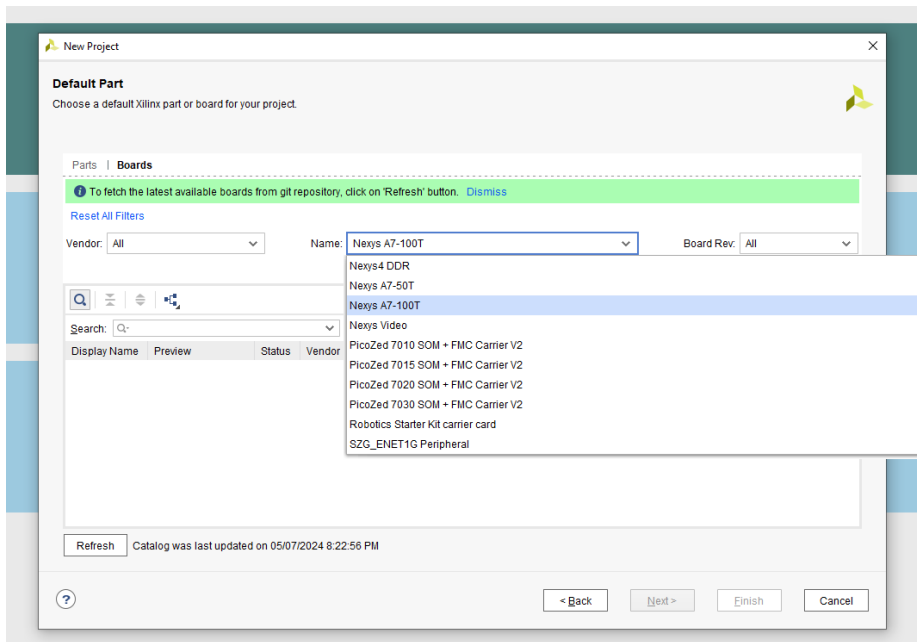 New Project
Default Part
Choose a default Xilinx part or board for your project.
Parts | Boards
To fetch the latest available boards from git repository, click on 'Refresh' button. Dismiss
Reset All Filters
Vendor: All Name: Nexys A7-100T Board Rev: All
Nexys4 DDR
Nexys A7-50T
Nexys A7-100T
Search: Q- Nexys Video
Display Name Preview Status Vendor PicoZed 7010 SOM + FMC Carrier V2
PicoZed 7015 SOM + FMC Carrier V2
PicoZed 7020 SOM + FMC Carrier V2
PicoZed 7030 SOM + FMC Carrier V2
Robotics Starter Kit carrier card
SZG_ENET1G Peripheral
Refresh Catalog was last updated on 05/07/2024 8:22:56 PM
? < Back Next > Finish Cancel